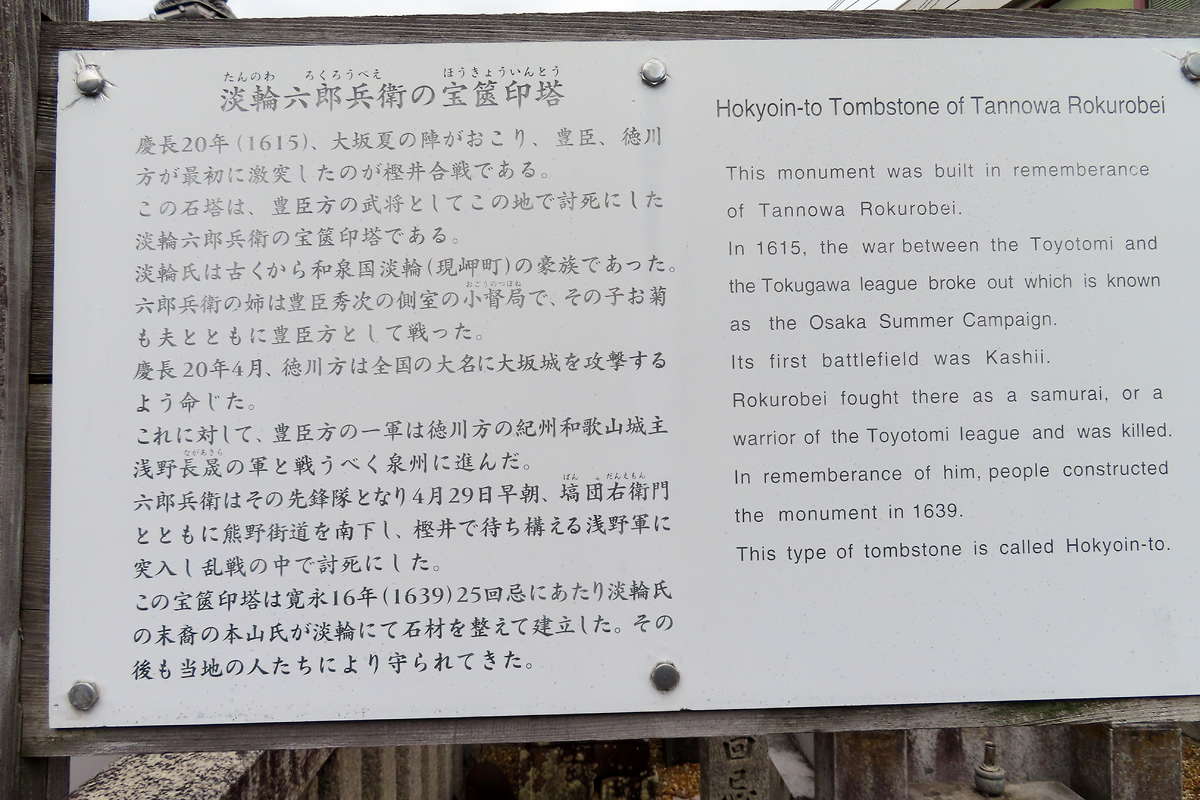 たんのわ ろくろうべえ ほうきょういんとう
淡輪六郎兵衛の宝篋印塔
慶長20年(1615)、大坂夏の陣がおこり、豊臣、徳川
方が最初に激突したのが樫井合戦である。
この石塔は、豊臣方の武将としてこの地で討死にした
淡輪六郎兵衛の宝篋印塔である。
淡輪氏は古くから和泉国淡輪(現岬町)の豪族であった。
おこうのつぼね
六郎兵衛の姉は豊臣秀次の側室の小督局で、その子お菊
も夫とともに豊臣方として戦った。
慶長20年4月、徳川方は全国の大名に大坂城を攻撃する
よう命じた。
これに対して、豊臣方の一軍は徳川方の紀州和歌山城主
ながあきら
浅野長晟の軍と戦うべく泉州に進んだ。
ばん だんえもん
六郎兵衛はその先鋒隊となり4月29日早朝、塙団右衛門
とともに熊野街道を南下し、樫井で待ち構える浅野軍に
突入し乱戦の中で討死にした。
この宝篋印塔は寛永16年(1639)25回忌にあたり淡輪氏
の末裔の本山氏が淡輪にて石材を整えて建立した。その
後も当地の人たちにより守られてきた。
Hokyoin-to Tombstone of Tannowa Rokurobei
This monument was built in rememberance
of Tannowa Rokurobei.
In 1615, the war between the Toyotomi and
the Tokugawa league broke out which is known
as the Osaka Summer Campaign.
Its first battlefield was Kashii.
Rokurobei fought there as a samurai, or a
warrior of the Toyotomi league and was killed.
In rememberance of him, people constructed
the monument in 1639.
This type of tombstone is called Hokyoin-to.
回忌